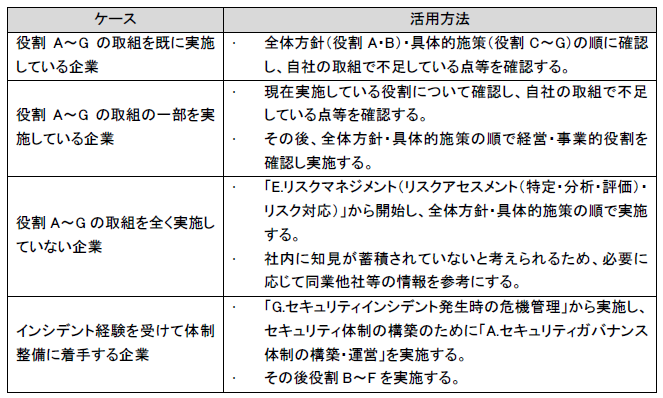 ケース
活用方法
役割 A～G の取組を既に実施
している企業
・ 全体方針（役割 A・B）・具体的施策（役割 C～G）の順に確認
し、自社の取組で不足している点等を確認する。
役割 A～G の取組の一部を実
施している企業
・ 現在実施している役割について確認し、自社の取組で不足
している点等を確認する。
・ その後、全体方針・具体的施策の順で経営・事業的役割を
確認し実施する。
役割 A～G の取組を全く実施し
ていない企業
・ 「E.リスクマネジメント（リスクアセスメント（特定・分析・評価）・
リスク対応）」から開始し、全体方針・具体的施策の順で実施
する。
・ 社内に知見が蓄積されていないと考えられるため、必要に
応じて同業他社等の情報を参考にする。
インシデント経験を受けて体制
整備に着手する企業
・ 「G.セキュリティインシデント発生時の危機管理」から実施し、
セキュリティ体制の構築のために「A.セキュリティガバナンス
体制の構築・運営」を実施する。
・ その後役割 B～F を実施する。